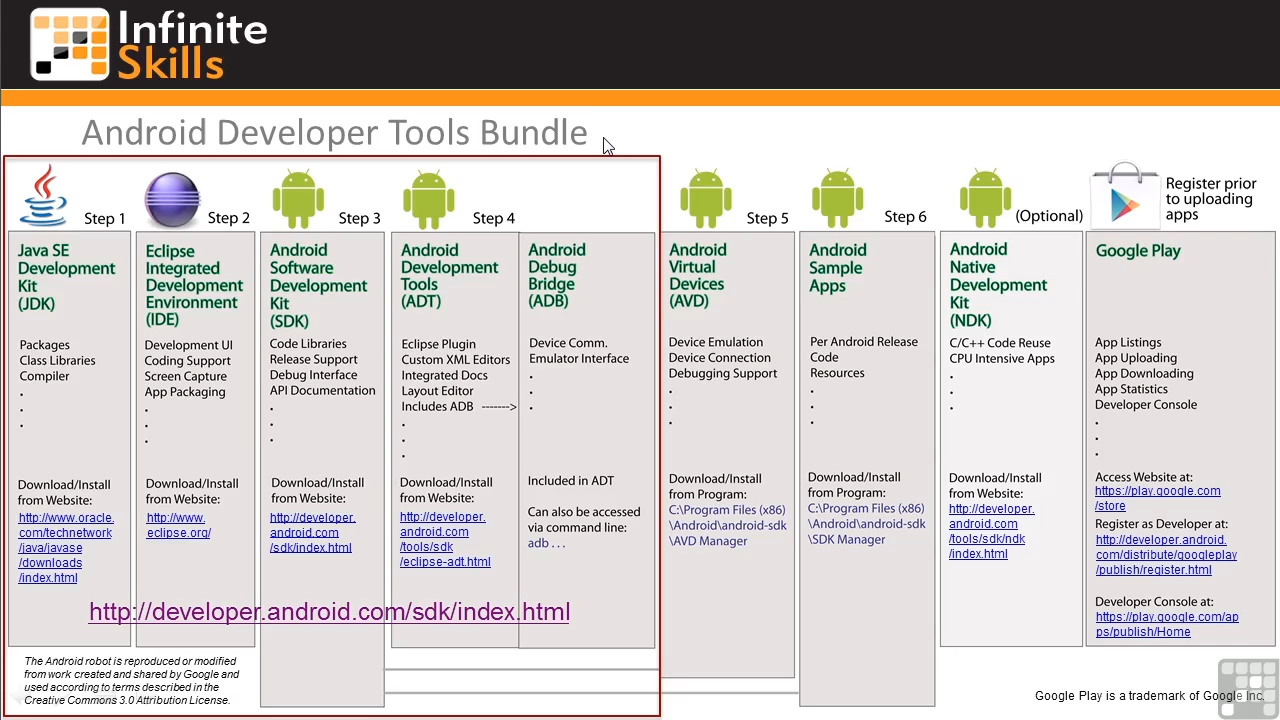 Infinite
Skills
Android Developer Tools Bundle
Step 1
Java SE
Development
Kit
(JDK)
Packages
Class Libraries
Compiler
.
.
.
Download/Install
from Website:
http://www.oracle.
com/technetwork
/java/javase
/downloads
/index.html
Step 2
Eclipse
Integrated
Development
Environment
(IDE)
Development UI
Coding Support
Screen Capture
App Packaging
.
.
.
Download/Install
from Website:
http://www.
eclipse.org/
Step 3
Android
Software
Development
Kit
(SDK)
Code Libraries
Release Support
Debug Interface
API Documentation
.
.
.
Download/Install
from Website:
http://developer.
android.com
/sdk/index.html
Step 4
Android
Development
Tools
(ADT)
Eclipse Plugin
Custom XML Editors
Integrated Docs
Layout Editor
Includes ADB ------->
.
.
.
Download/Install
from Website:
http://developer.
android.com
/tools/sdk
/eclipse-adt.html
Android
Debug
Bridge
(ADB)
Device Comm.
Emulator Interface
.
.
.
Included in ADT
Can also be accessed
via command line:
adb . . .
http://developer.android.com/sdk/index.html
Step 5
Android
Virtual
Devices
(AVD)
Device Emulation
Device Connection
Debugging Support
.
.
.
Download/Install
from Program:
C:\Program Files (x86)
\Android\android-sdk
\AVD Manager
Step 6
Android
Sample
Apps
Per Android Release
Code
Resources
.
.
.
Download/Install
from Program:
C:\Program Files (x86)
\Android\android-sdk
\SDK Manager
(Optional)
Android
Native
Development
Kit
(NDK)
C/C++ Code Reuse
CPU Intensive Apps
.
.
.
Download/Install
from Website:
http://developer.
android.com
/tools/sdk/ndk
/index.html
Register prior
to uploading
apps
Google Play
App Listings
App Uploading
App Downloading
App Statistics
Developer Console
.
.
.
Access Website at:
https://play.google.com
/store
Register as Developer at:
http://developer.android.
com/distribute/googleplay
/publish/register.html
Developer Console at:
https://play.google.com/ap
ps/publish/Home
The Android robot is reproduced or modified
from work created and shared by Google and
used according to terms described in the
Creative Commons 3.0 Attribution License.
Google Play is a trademark of Google Inc.